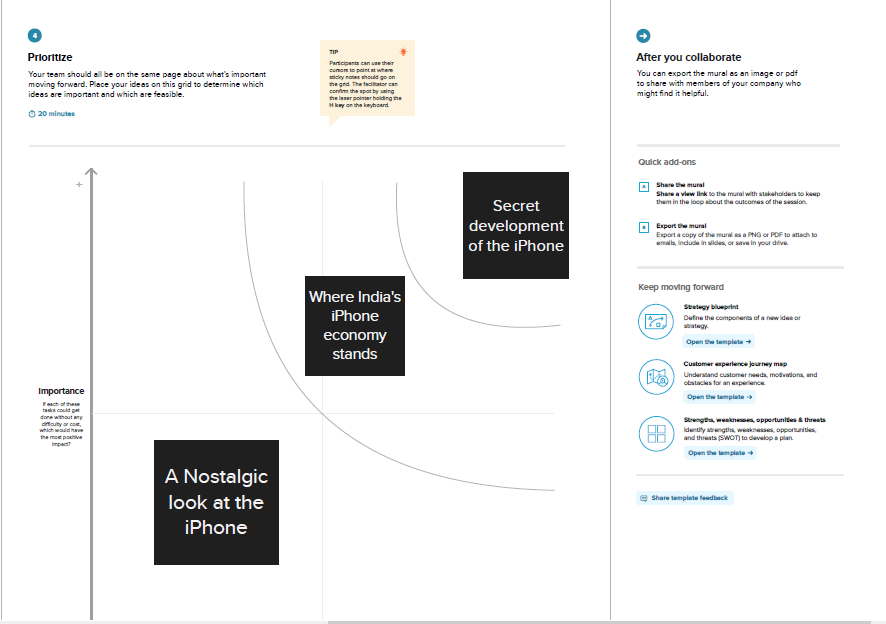 4
Prioritize
Your team should all be on the same page about what's important
moving forward. Place your ideas on this grid to determine which
ideas are important and which are feasible.
20 minutes
TIP
Participants can use their
cursors to point at where
sticky notes should go on
the grid. The facilitator can
confirm the spot by using
the laser pointer holding the
H key on the keyboard.
Importance
If each of these
tasks could get
done without any
difficulty or cost,
which would have
the most positive
impact?
Secret
development
of the iPhone
Where India's
iPhone
economy
stands
A Nostalgic
look at the
iPhone
After you collaborate
You can export the mural as an image or pdf
to share with members of your company who
might find it helpful.
Quick add-ons
A
Share the mural
Share a view link to the mural with stakeholders to keep
them in the loop about the outcomes of the session.
B
Export the mural
Export a copy of the mural as a PNG or PDF to attach to
emails, include in slides, or save in your drive.
Keep moving forward
Strategy blueprint
Define the components of a new idea or
strategy.
Open the template →
Customer experience journey map
Understand customer needs, motivations, and
obstacles for an experience.
Open the template →
Strengths, weaknesses, opportunities & threats
Identify strengths, weaknesses, opportunities,
and threats (SWOT) to develop a plan.
Open the template →
Share template feedback